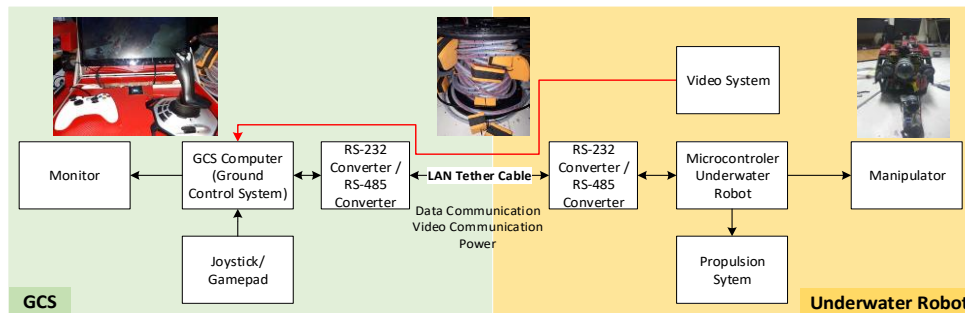 Video System
Monitor
GCS Computer
(Ground
Control System)
RS-232
Converter /
RS-485
Converter
LAN Tether Cable
RS-232
Converter /
RS-485
Converter
Microcontroler
Underwater
Robot
Manipulator
Data Communication
Video Communication
Power
Joystick/
Gamepad
Propulsion
Sytem
GCS
Underwater Robot